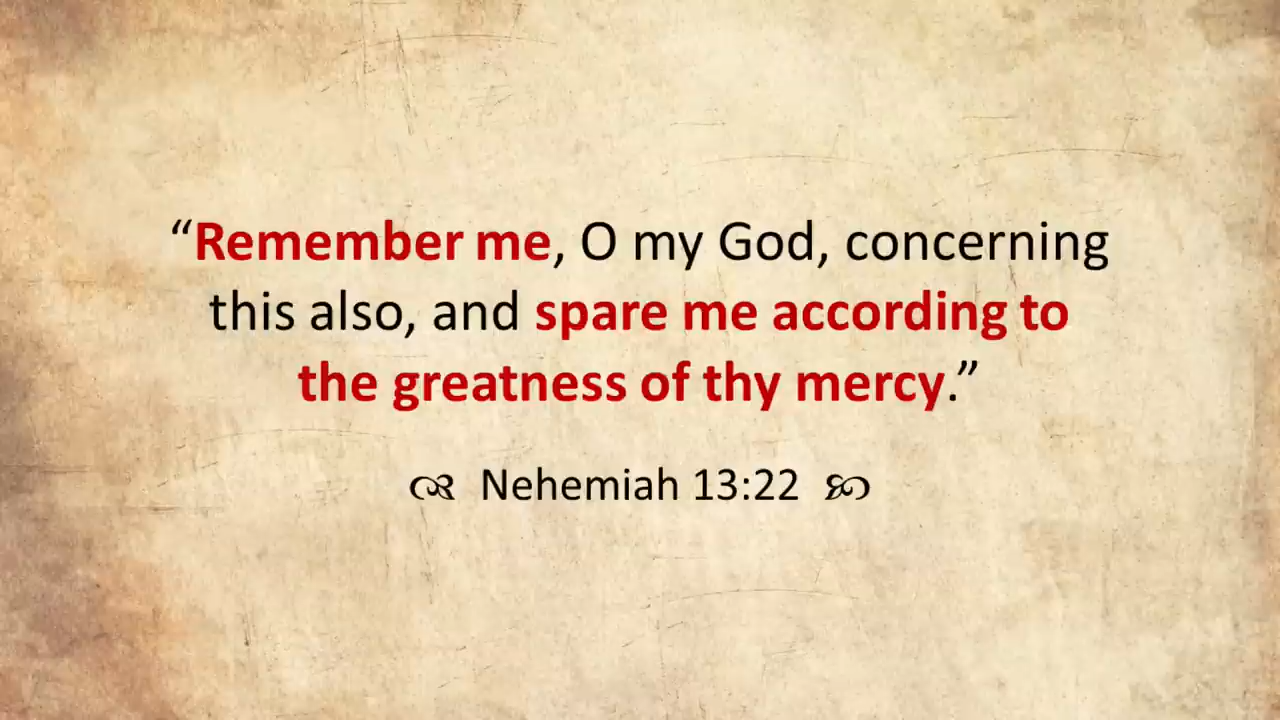 “Remember me, O my God, concerning
this also, and spare me according to
the greatness of thy mercy.”
Nehemiah 13:22